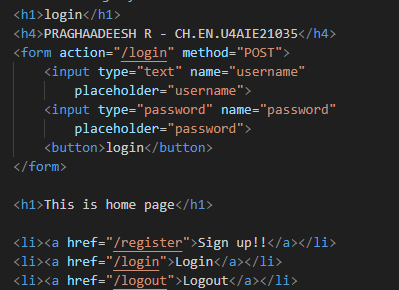 <h1>login</h1>
<h4>PRAGHAADEESH R - CH.EN.U4AIE21035</h4>
<form action="/login" method="POST">
<input type="text" name="username"
placeholder="username">
<input type="password" name="password"
placeholder="password">
<button>login</button>
</form>
<h1>This is home page</h1>
<li><a href="/register">Sign up!!</a></li>
<li><a href="/login">Login</a></li>
<li><a href="/logout">Logout</a></li>